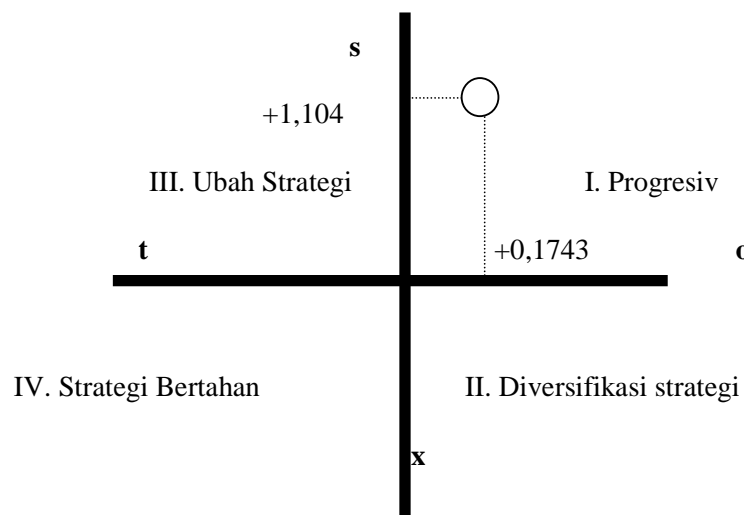 s
+1,104
III. Ubah Strategi
I. Progresiv
t
+0,1743
o
IV. Strategi Bertahan
II. Diversifikasi strategi
x